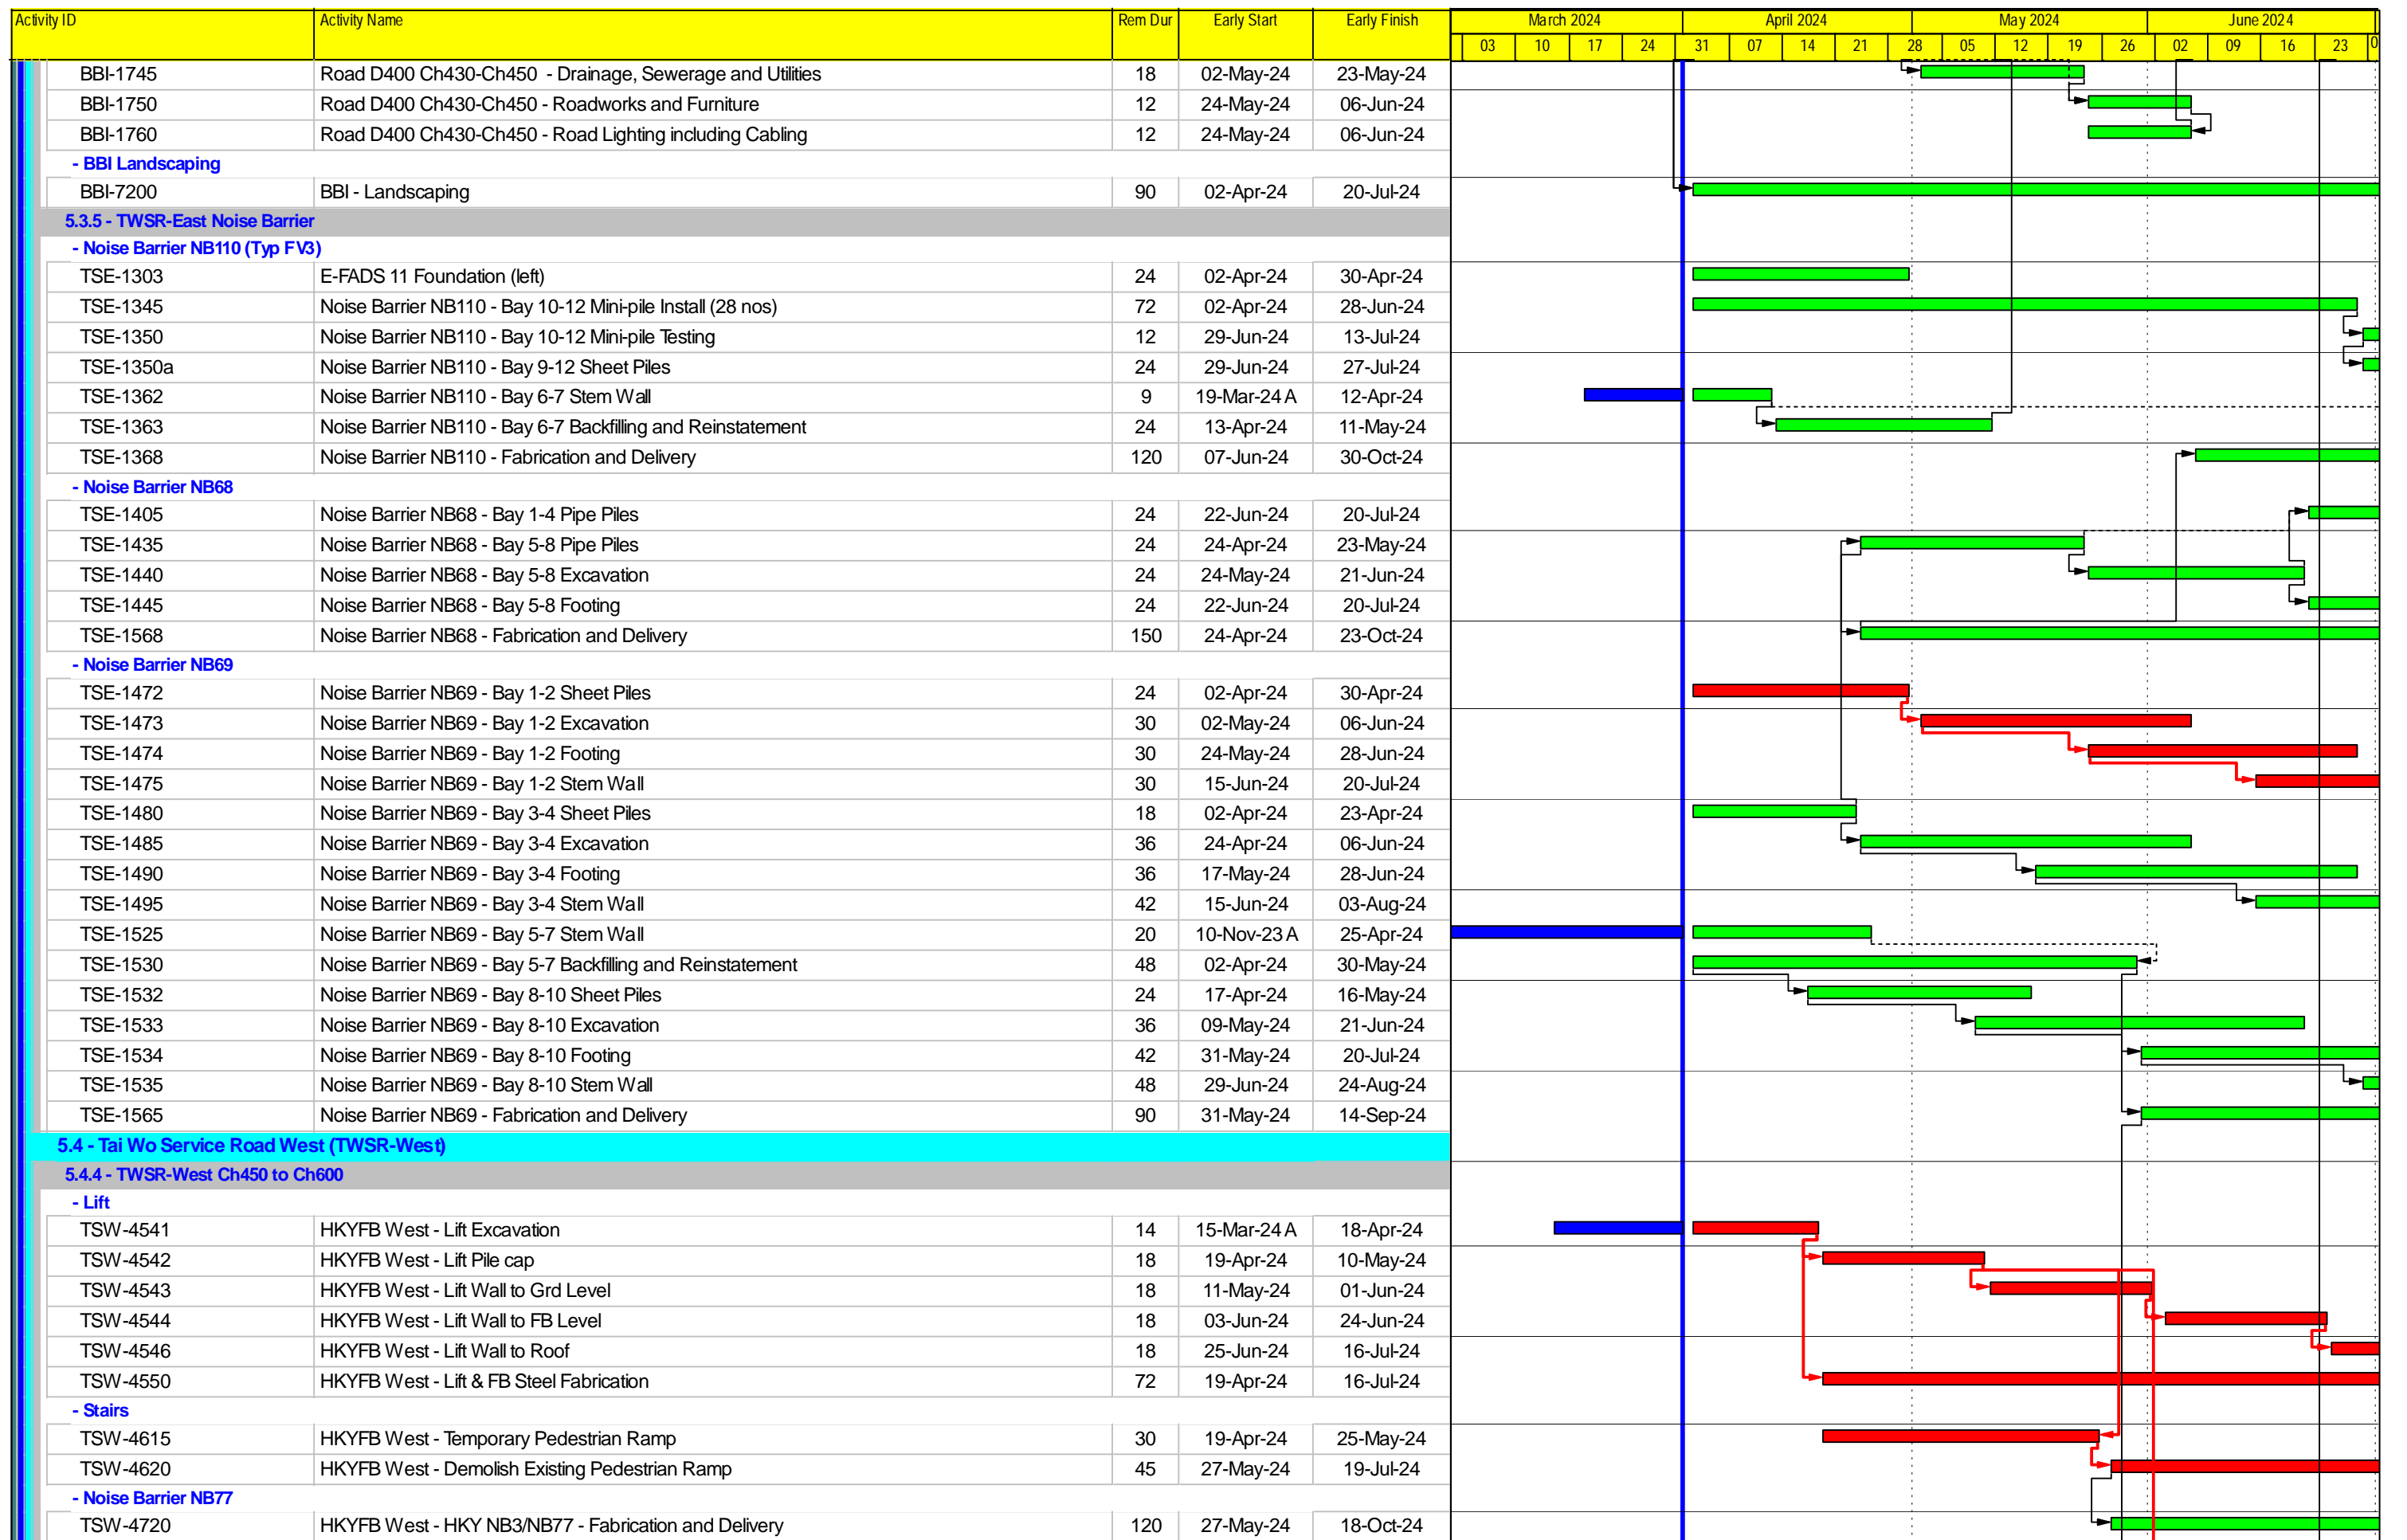 Activity ID Activity Name Rem Dur Early Start Early Finish March 2024 April 2024 May 2024 June 2024
03 10 17 24 31 07 14 21 28 05 12 19 26 02 09 16 23 0
BBI-1745 Road D400 Ch430-Ch450 - Drainage, Sewerage and Utilities 18 02-May-24 23-May-24
BBI-1750 Road D400 Ch430-Ch450 - Roadworks and Furniture 12 24-May-24 06-Jun-24
BBI-1760 Road D400 Ch430-Ch450 - Road Lighting including Cabling 12 24-May-24 06-Jun-24
- BBI Landscaping
BBI-7200 BBI - Landscaping 90 02-Apr-24 20-Jul-24
5.3.5 - TWSR-East Noise Barrier
- Noise Barrier NB110 (Typ FV3)
TSE-1303 E-FADS 11 Foundation (left) 24 02-Apr-24 30-Apr-24
TSE-1345 Noise Barrier NB110 - Bay 10-12 Mini-pile Install (28 nos) 72 02-Apr-24 28-Jun-24
TSE-1350 Noise Barrier NB110 - Bay 10-12 Mini-pile Testing 12 29-Jun-24 13-Jul-24
TSE-1350a Noise Barrier NB110 - Bay 9-12 Sheet Piles 24 29-Jun-24 27-Jul-24
TSE-1362 Noise Barrier NB110 - Bay 6-7 Stem Wall 9 19-Mar-24 A 12-Apr-24
TSE-1363 Noise Barrier NB110 - Bay 6-7 Backfilling and Reinstatement 24 13-Apr-24 11-May-24
TSE-1368 Noise Barrier NB110 - Fabrication and Delivery 120 07-Jun-24 30-Oct-24
- Noise Barrier NB68
TSE-1405 Noise Barrier NB68 - Bay 1-4 Pipe Piles 24 22-Jun-24 20-Jul-24
TSE-1435 Noise Barrier NB68 - Bay 5-8 Pipe Piles 24 24-Apr-24 23-May-24
TSE-1440 Noise Barrier NB68 - Bay 5-8 Excavation 24 24-May-24 21-Jun-24
TSE-1445 Noise Barrier NB68 - Bay 5-8 Footing 24 22-Jun-24 20-Jul-24
TSE-1568 Noise Barrier NB68 - Fabrication and Delivery 150 24-Apr-24 23-Oct-24
- Noise Barrier NB69
TSE-1472 Noise Barrier NB69 - Bay 1-2 Sheet Piles 24 02-Apr-24 30-Apr-24
TSE-1473 Noise Barrier NB69 - Bay 1-2 Excavation 30 02-May-24 06-Jun-24
TSE-1474 Noise Barrier NB69 - Bay 1-2 Footing 30 24-May-24 28-Jun-24
TSE-1475 Noise Barrier NB69 - Bay 1-2 Stem Wall 30 15-Jun-24 20-Jul-24
TSE-1480 Noise Barrier NB69 - Bay 3-4 Sheet Piles 18 02-Apr-24 23-Apr-24
TSE-1485 Noise Barrier NB69 - Bay 3-4 Excavation 36 24-Apr-24 06-Jun-24
TSE-1490 Noise Barrier NB69 - Bay 3-4 Footing 36 17-May-24 28-Jun-24
TSE-1495 Noise Barrier NB69 - Bay 3-4 Stem Wall 42 15-Jun-24 03-Aug-24
TSE-1525 Noise Barrier NB69 - Bay 5-7 Stem Wall 20 10-Nov-23 A 25-Apr-24
TSE-1530 Noise Barrier NB69 - Bay 5-7 Backfilling and Reinstatement 48 02-Apr-24 30-May-24
TSE-1532 Noise Barrier NB69 - Bay 8-10 Sheet Piles 24 17-Apr-24 16-May-24
TSE-1533 Noise Barrier NB69 - Bay 8-10 Excavation 36 09-May-24 21-Jun-24
TSE-1534 Noise Barrier NB69 - Bay 8-10 Footing 42 31-May-24 20-Jul-24
TSE-1535 Noise Barrier NB69 - Bay 8-10 Stem Wall 48 29-Jun-24 24-Aug-24
TSE-1565 Noise Barrier NB69 - Fabrication and Delivery 90 31-May-24 14-Sep-24
5.4 - Tai Wo Service Road West (TWSR-West)
5.4.4 - TWSR-West Ch450 to Ch600
- Lift
TSW-4541 HKYFB West - Lift Excavation 14 15-Mar-24 A 18-Apr-24
TSW-4542 HKYFB West - Lift Pile cap 18 19-Apr-24 10-May-24
TSW-4543 HKYFB West - Lift Wall to Grd Level 18 11-May-24 01-Jun-24
TSW-4544 HKYFB West - Lift Wall to FB Level 18 03-Jun-24 24-Jun-24
TSW-4546 HKYFB West - Lift Wall to Roof 18 25-Jun-24 16-Jul-24
TSW-4550 HKYFB West - Lift & FB Steel Fabrication 72 19-Apr-24 16-Jul-24
- Stairs
TSW-4615 HKYFB West - Temporary Pedestrian Ramp 30 19-Apr-24 25-May-24
TSW-4620 HKYFB West - Demolish Existing Pedestrian Ramp 45 27-May-24 19-Jul-24
- Noise Barrier NB77
TSW-4720 HKYFB West - HKY NB3/NB77 - Fabrication and Delivery 120 27-May-24 18-Oct-24